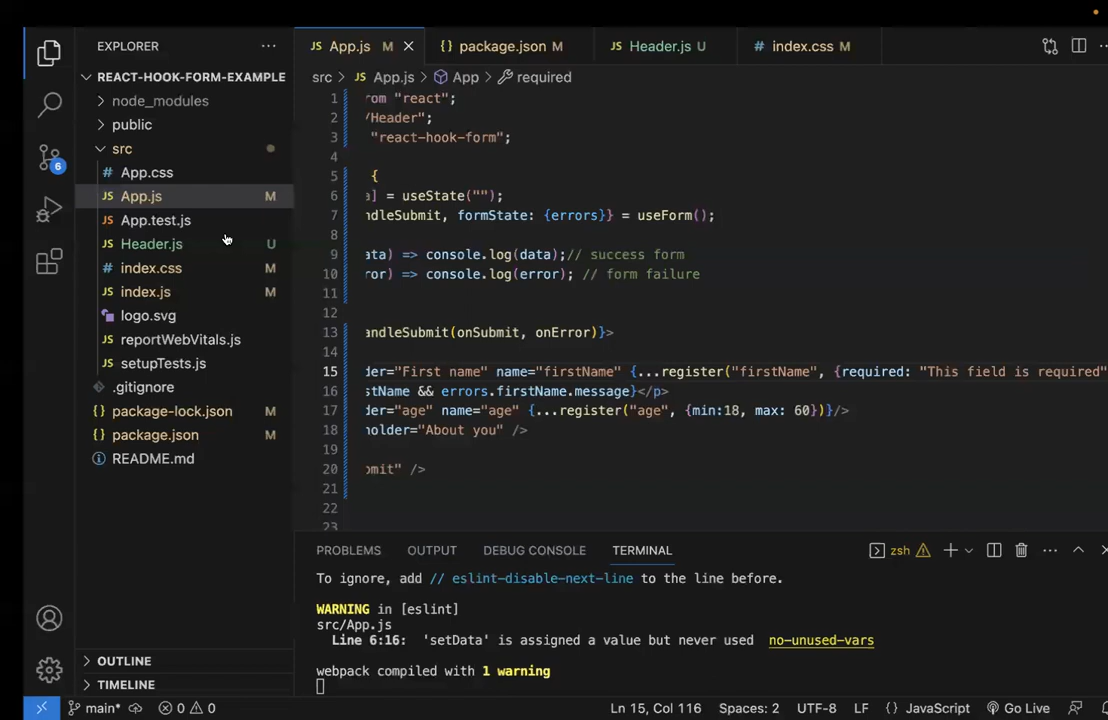 EXPLORER
REACT-HOOK-FORM-EXAMPLE
node_modules
public
src
# App.css
JS App.js M
JS App.test.js
JS Header.js U
# index.css M
JS index.js M
logo.svg
JS reportWebVitals.js
JS setupTests.js
.gitignore
{} package-lock.json M
{} package.json M
README.md
OUTLINE
TIMELINE
6
JS App.js M
{} package.json M
JS Header.js U
# index.css M
src > JS App.js > App > required
1 rom "react";
2 /Header";
3 "react-hook-form";
4
5 {
6 a] = useState("");
7 ndleSubmit, formState: {errors}} = useForm();
8
9 ata) => console.log(data);// success form
10 ror) => console.log(error); // form failure
11
12
13 andleSubmit(onSubmit, onError)}>
14
15 der="First name" name="firstName" {...register("firstName", {required: "This field is required"
16 stName && errors.firstName.message}</p>
17 der="age" name="age" {...register("age", {min:18, max: 60})}/>
18 holder="About you" />
19
20 mit" />
21
22
23
PROBLEMS OUTPUT DEBUG CONSOLE TERMINAL
zsh
To ignore, add // eslint-disable-next-line to the line before.
WARNING in [eslint]
src/App.js
Line 6:16: 'setData' is assigned a value but never used no-unused-vars
webpack compiled with 1 warning
main* 0 0 Ln 15, Col 116 Spaces: 2 UTF-8 LF {} JavaScript Go Live